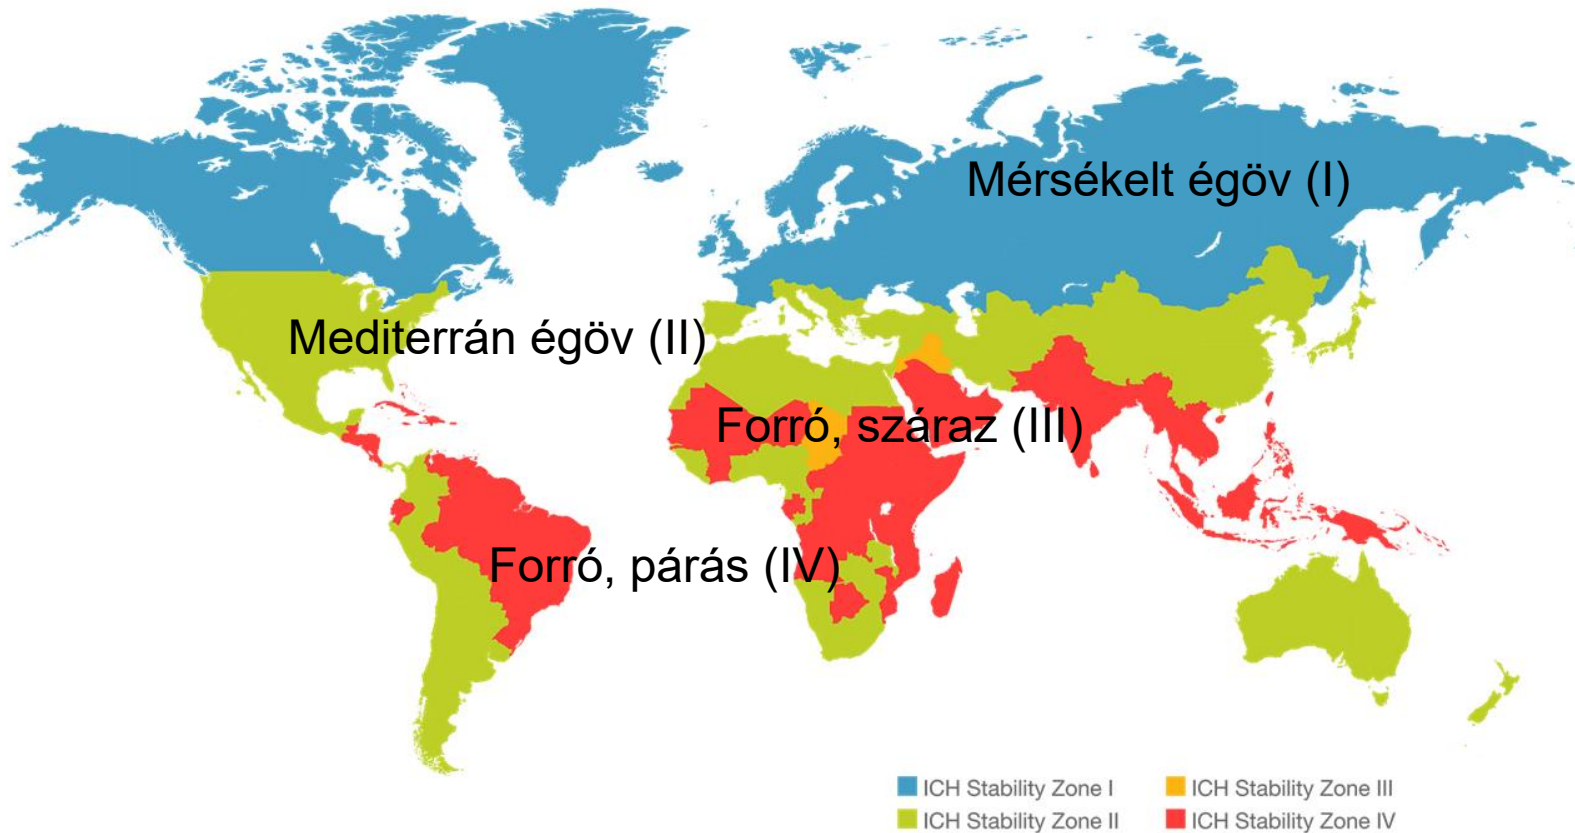 Mérsékelt égöv (I)
Mediterrán égöv (II)
Forró, száraz (III)
Forró, párás (IV)
ICH Stability Zone I
ICH Stability Zone II
ICH Stability Zone III
ICH Stability Zone IV